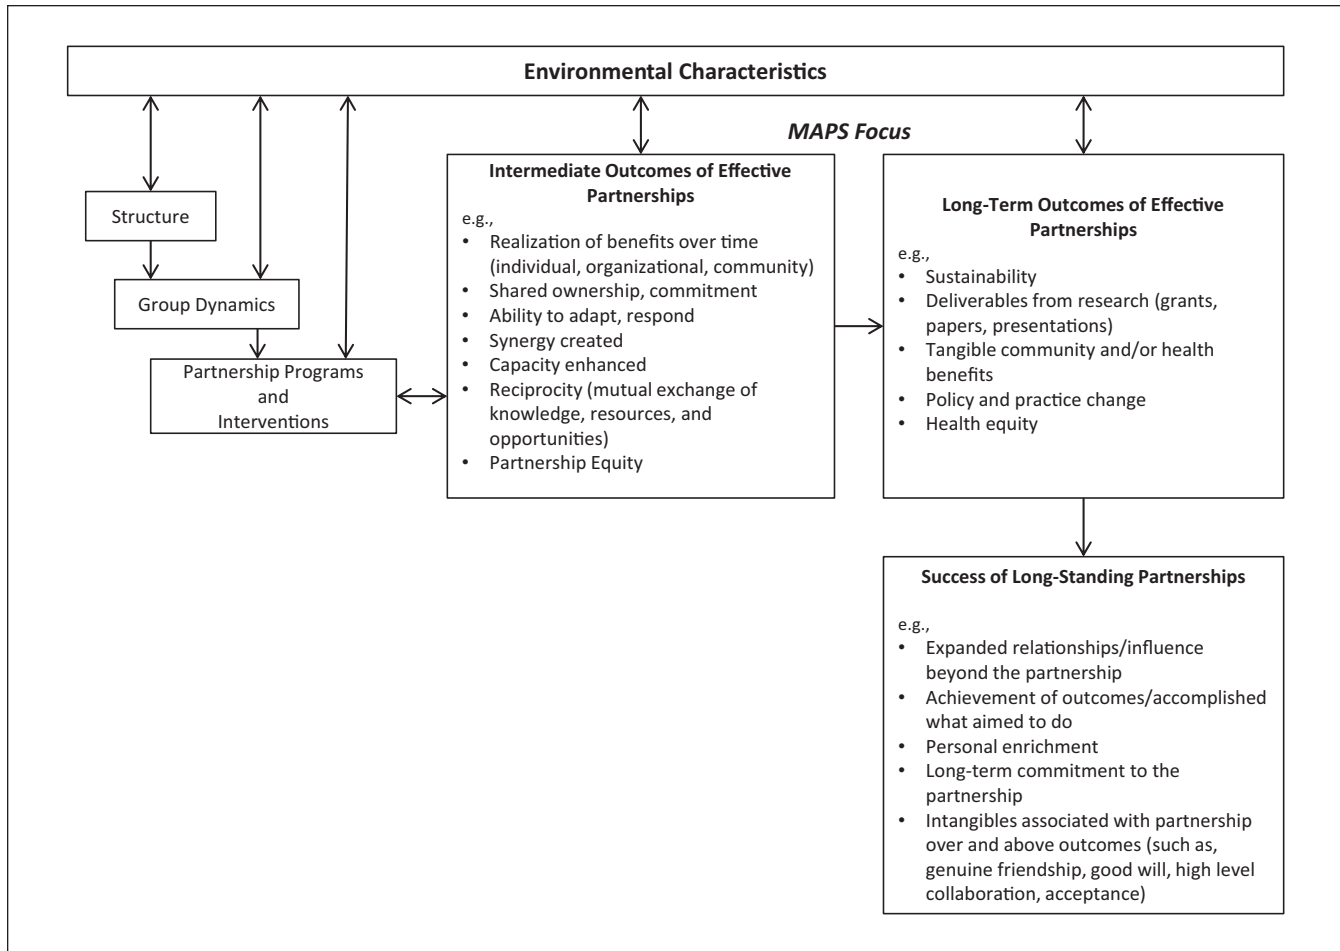 Environmental Characteristics
MAPS Focus
Structure
Group Dynamics
Partnership Programs
and
Interventions
Intermediate Outcomes of Effective
Partnerships
e.g.,
• Realization of benefits over time
(individual, organizational, community)
• Shared ownership, commitment
• Ability to adapt, respond
• Synergy created
• Capacity enhanced
• Reciprocity (mutual exchange of
knowledge, resources, and
opportunities)
• Partnership Equity
Long-Term Outcomes of Effective
Partnerships
e.g.,
• Sustainability
• Deliverables from research (grants,
papers, presentations)
• Tangible community and/or health
benefits
• Policy and practice change
• Health equity
Success of Long-Standing Partnerships
e.g.,
• Expanded relationships/influence
beyond the partnership
• Achievement of outcomes/accomplished
what aimed to do
• Personal enrichment
• Long-term commitment to the
partnership
• Intangibles associated with partnership
over and above outcomes (such as,
genuine friendship, good will, high level
collaboration, acceptance)